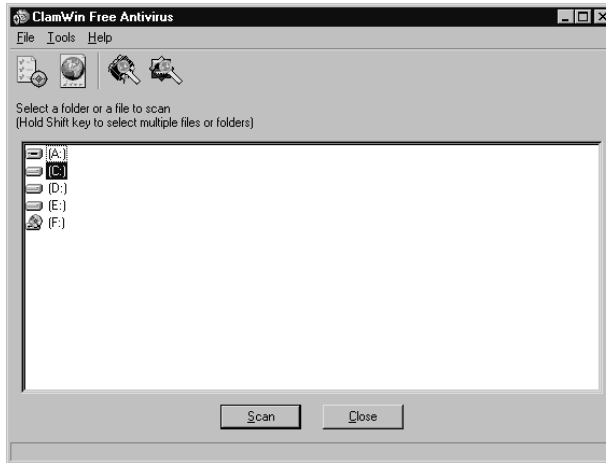 ClamWin Free Antivirus
File Tools Help
Select a folder or a file to scan
(Hold Shift key to select multiple files or folders)
(A:)
(C:)
(D:)
(E:)
(F:)
Scan Close